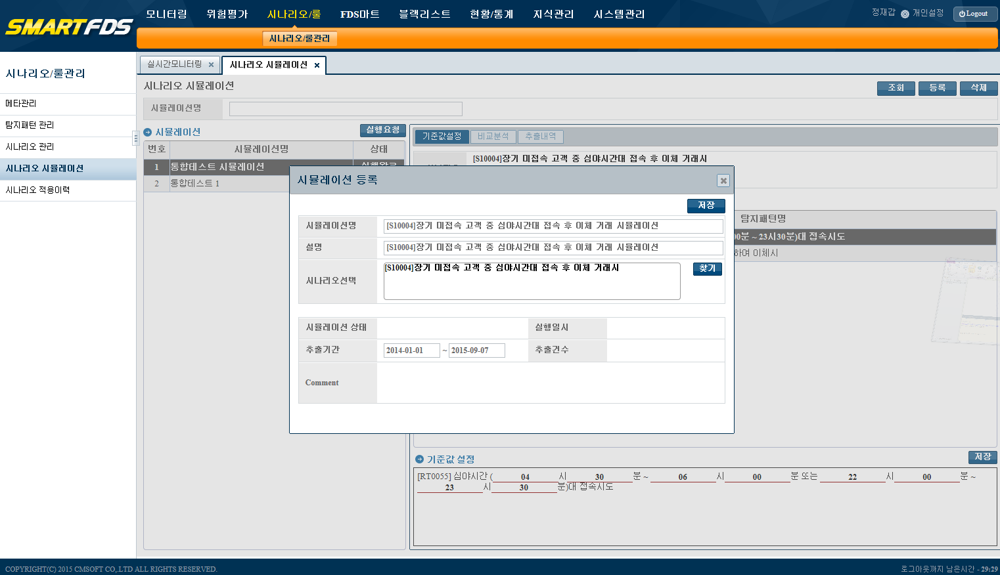 SMARTFDS
모니터링 위험평가 시나리오/룰 FDS마트 블랙리스트 현황/통계 지식관리 시스템관리
정재갑 개인설정 Logout
시나리오/룰관리
시나리오/룰관리
메타관리
탐지패턴 관리
시나리오 관리
시나리오 시뮬레이션
시나리오 적용이력
실시간모니터링 × 시나리오 시뮬레이션 ×
시나리오 시뮬레이션
조회 등록 삭제
시뮬레이션명
시뮬레이션 실행요청
번호 시뮬레이션명 상태
1 통합테스트 시뮬레이션 실행완료
2 통합테스트 1
기준값설정 비교분석 추출내역
[S10004]장기 미접속 고객 중 심야시간대 접속 후 이체 거래시
탐지패턴명
00분 ~ 23시30분)대 접속시도
하여 이체시
시뮬레이션 등록
저장
시뮬레이션명 [S10004]장기 미접속 고객 중 심야시간대 접속 후 이체 거래 시뮬레이션
설명 [S10004]장기 미접속 고객 중 심야시간대 접속 후 이체 거래 시뮬레이션
시나리오선택 [S10004]장기 미접속 고객 중 심야시간대 접속 후 이체 거래시 찾기
시뮬레이션 상태 실행일시
추출기간 2014-01-01 ~ 2015-09-07 추출건수
Comment
기준값 설정 저장
[RT0055] 심야시간 ( 04 시 30 분 ~ 06 시 00 분 또는 22 시 00 분 ~
23 시 30 분)대 접속시도
COPYRIGHT(C) 2015 CMSOFT CO,.LTD ALL RIGHTS RESERVED.
로그아웃까지 남은시간 - 29:29